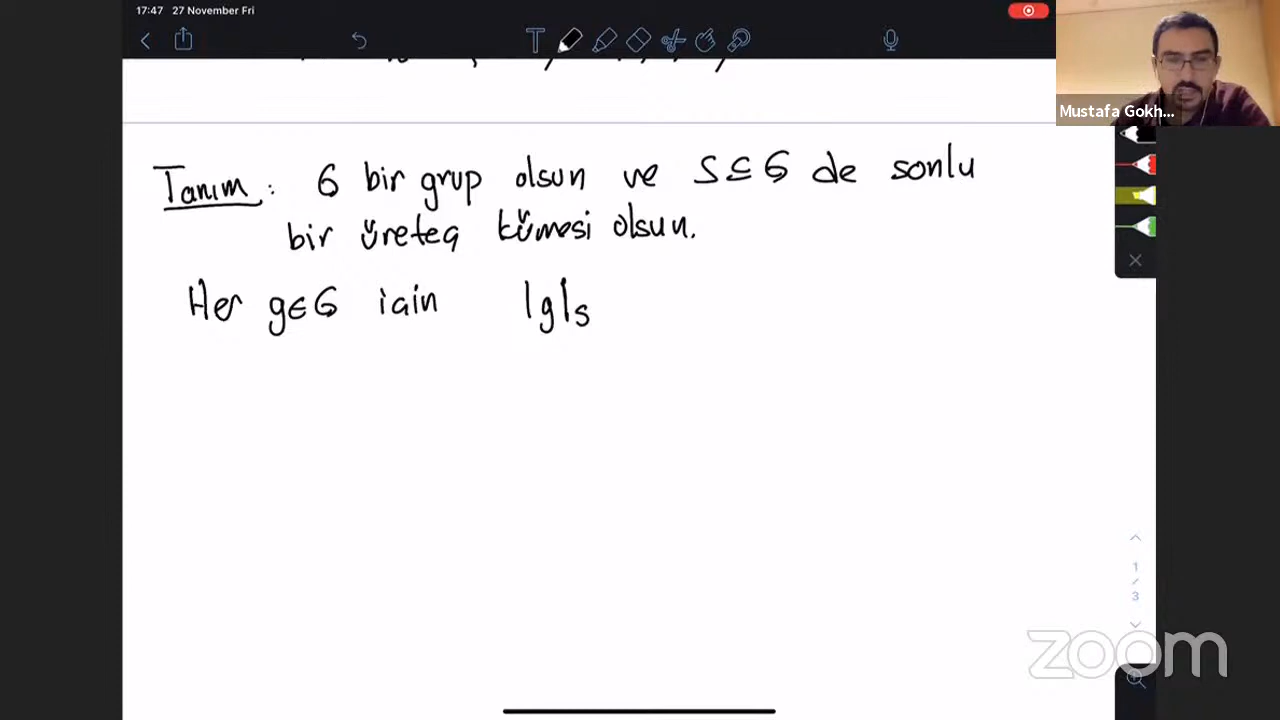 17:47 27 November Fri
Mustafa Gokh...
Tanım: G bir grup olsun ve S ⊆ G de sonlu
bir üreteç kümesi olsun.
Her g∈G için |g|_S
1
/
3
zoom